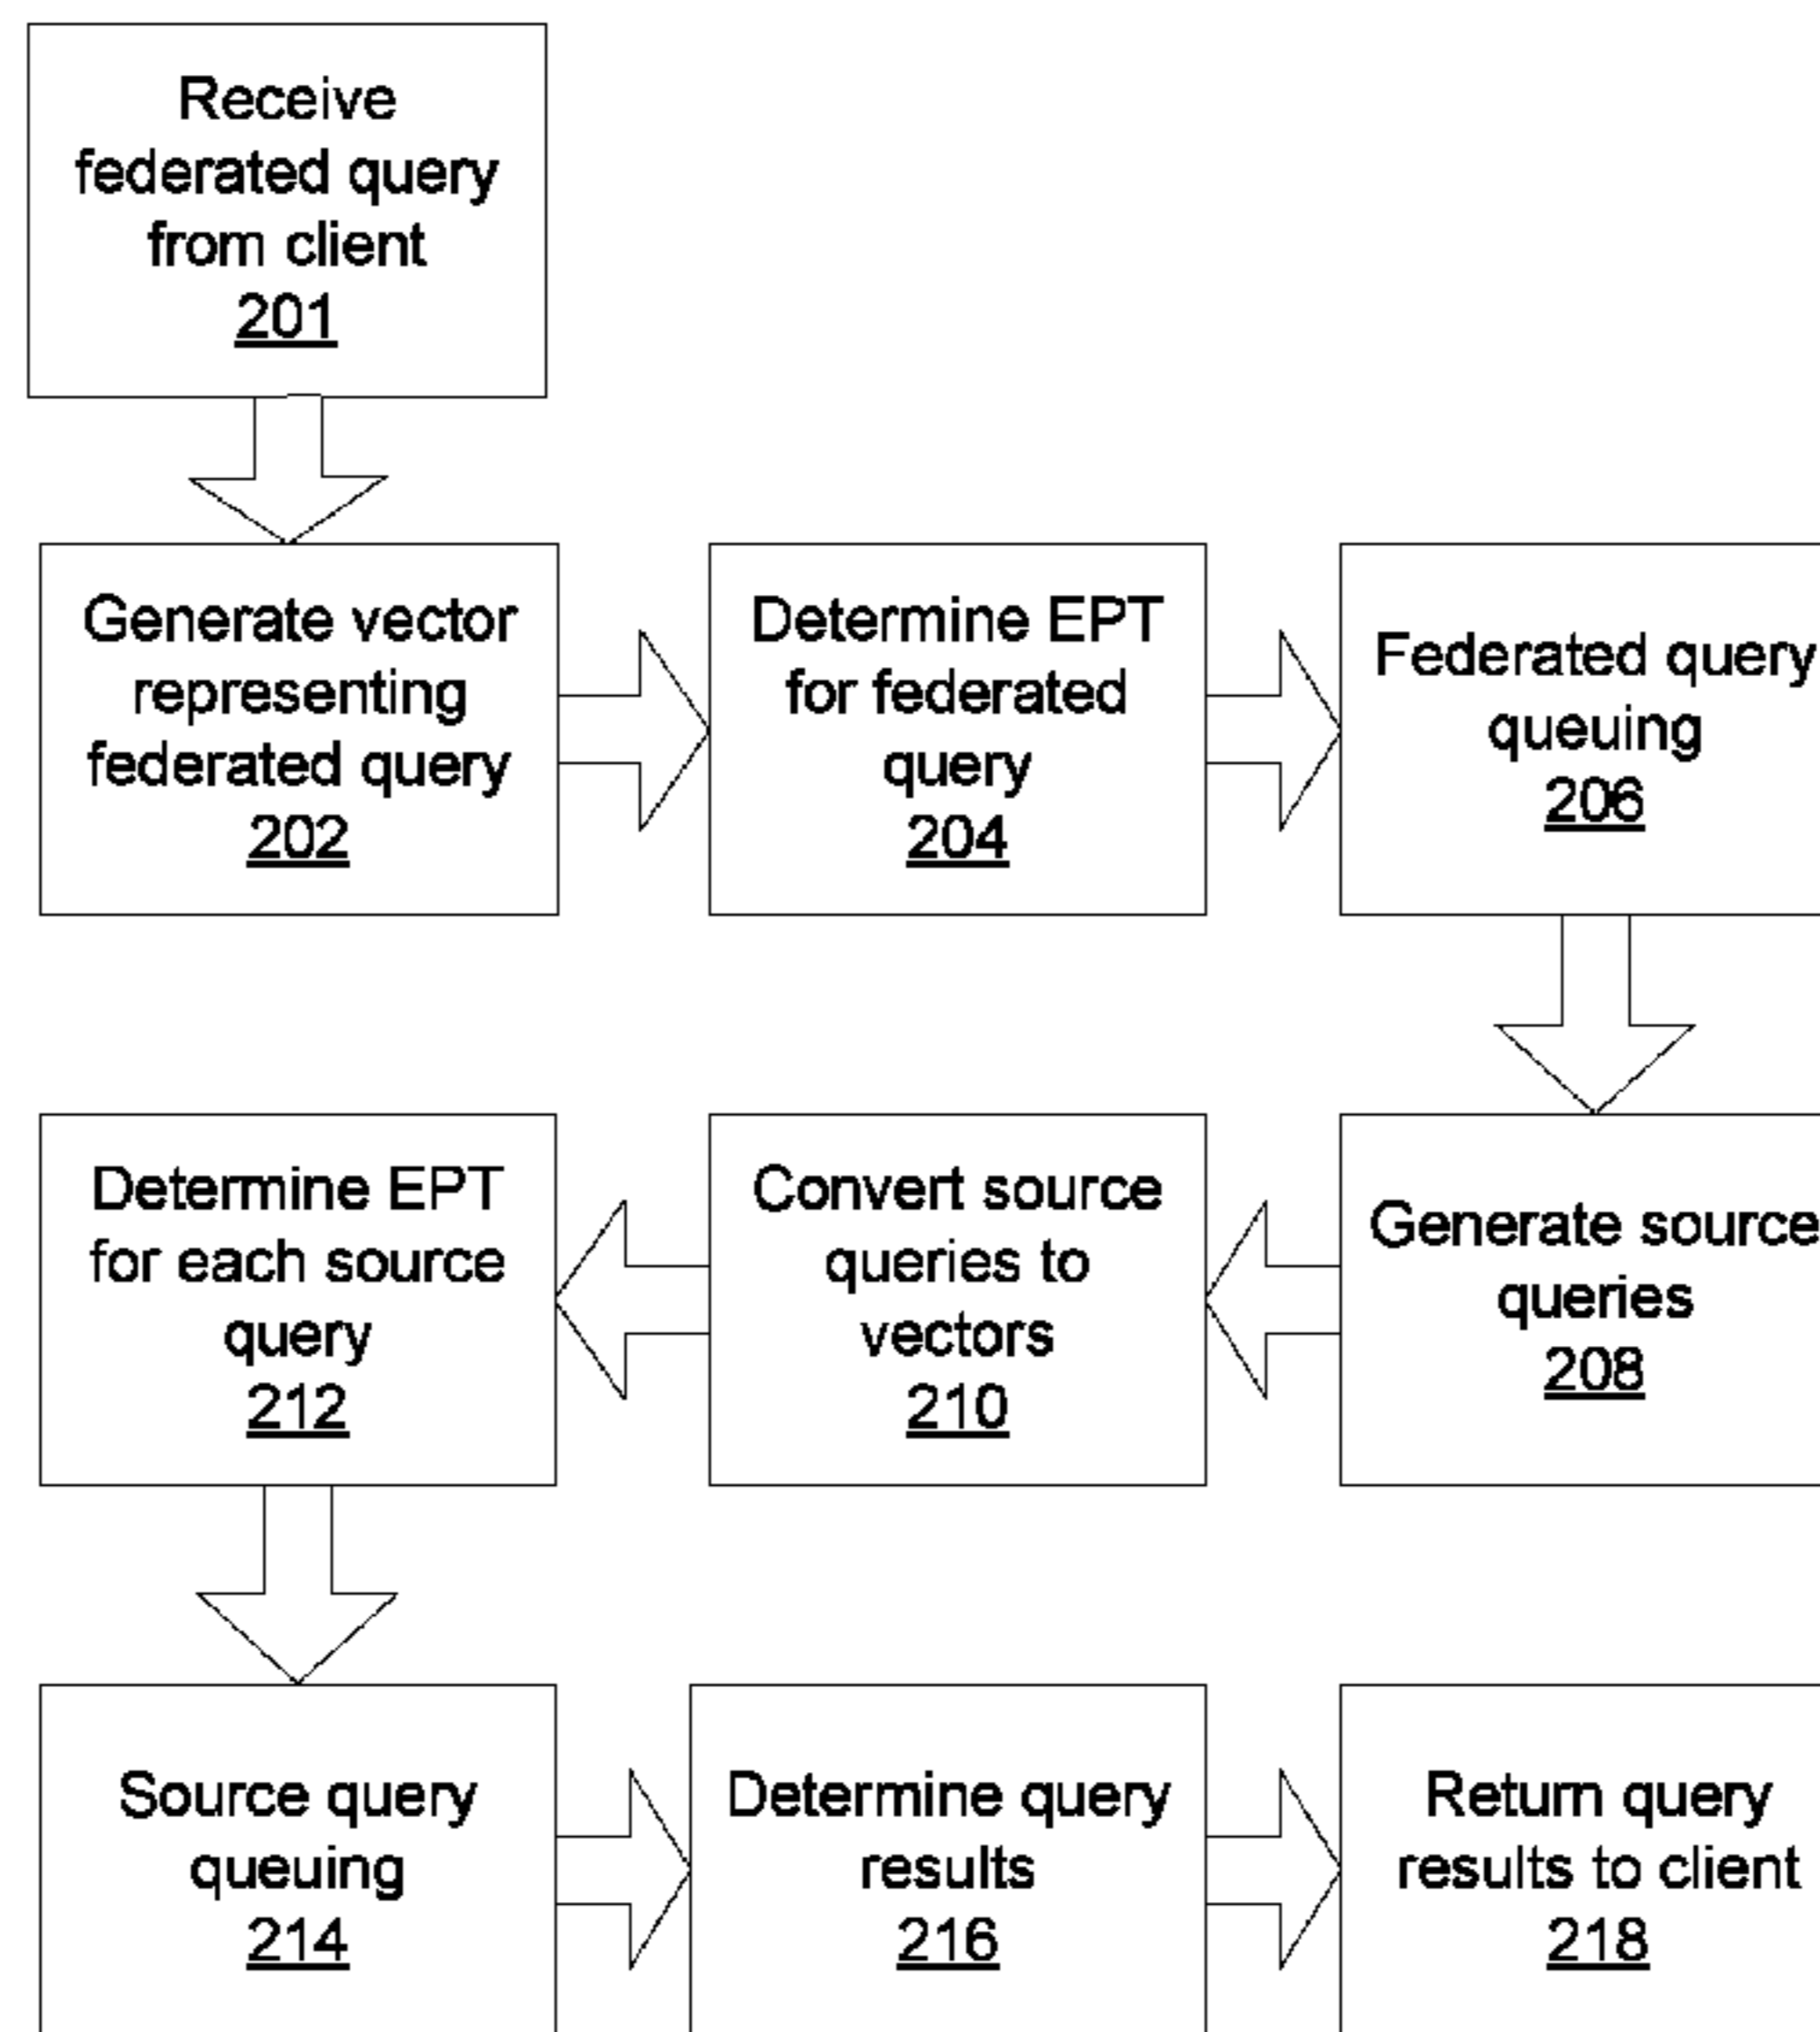 Receive
federated query
from client
201
Generate vector
representing
federated query
202
Determine EPT
for federated
query
204
Federated query
queuing
206
Generate source
queries
208
Convert source
queries to
vectors
210
Determine EPT
for each source
query
212
Source query
queuing
214
Determine query
results
216
Return query
results to client
218